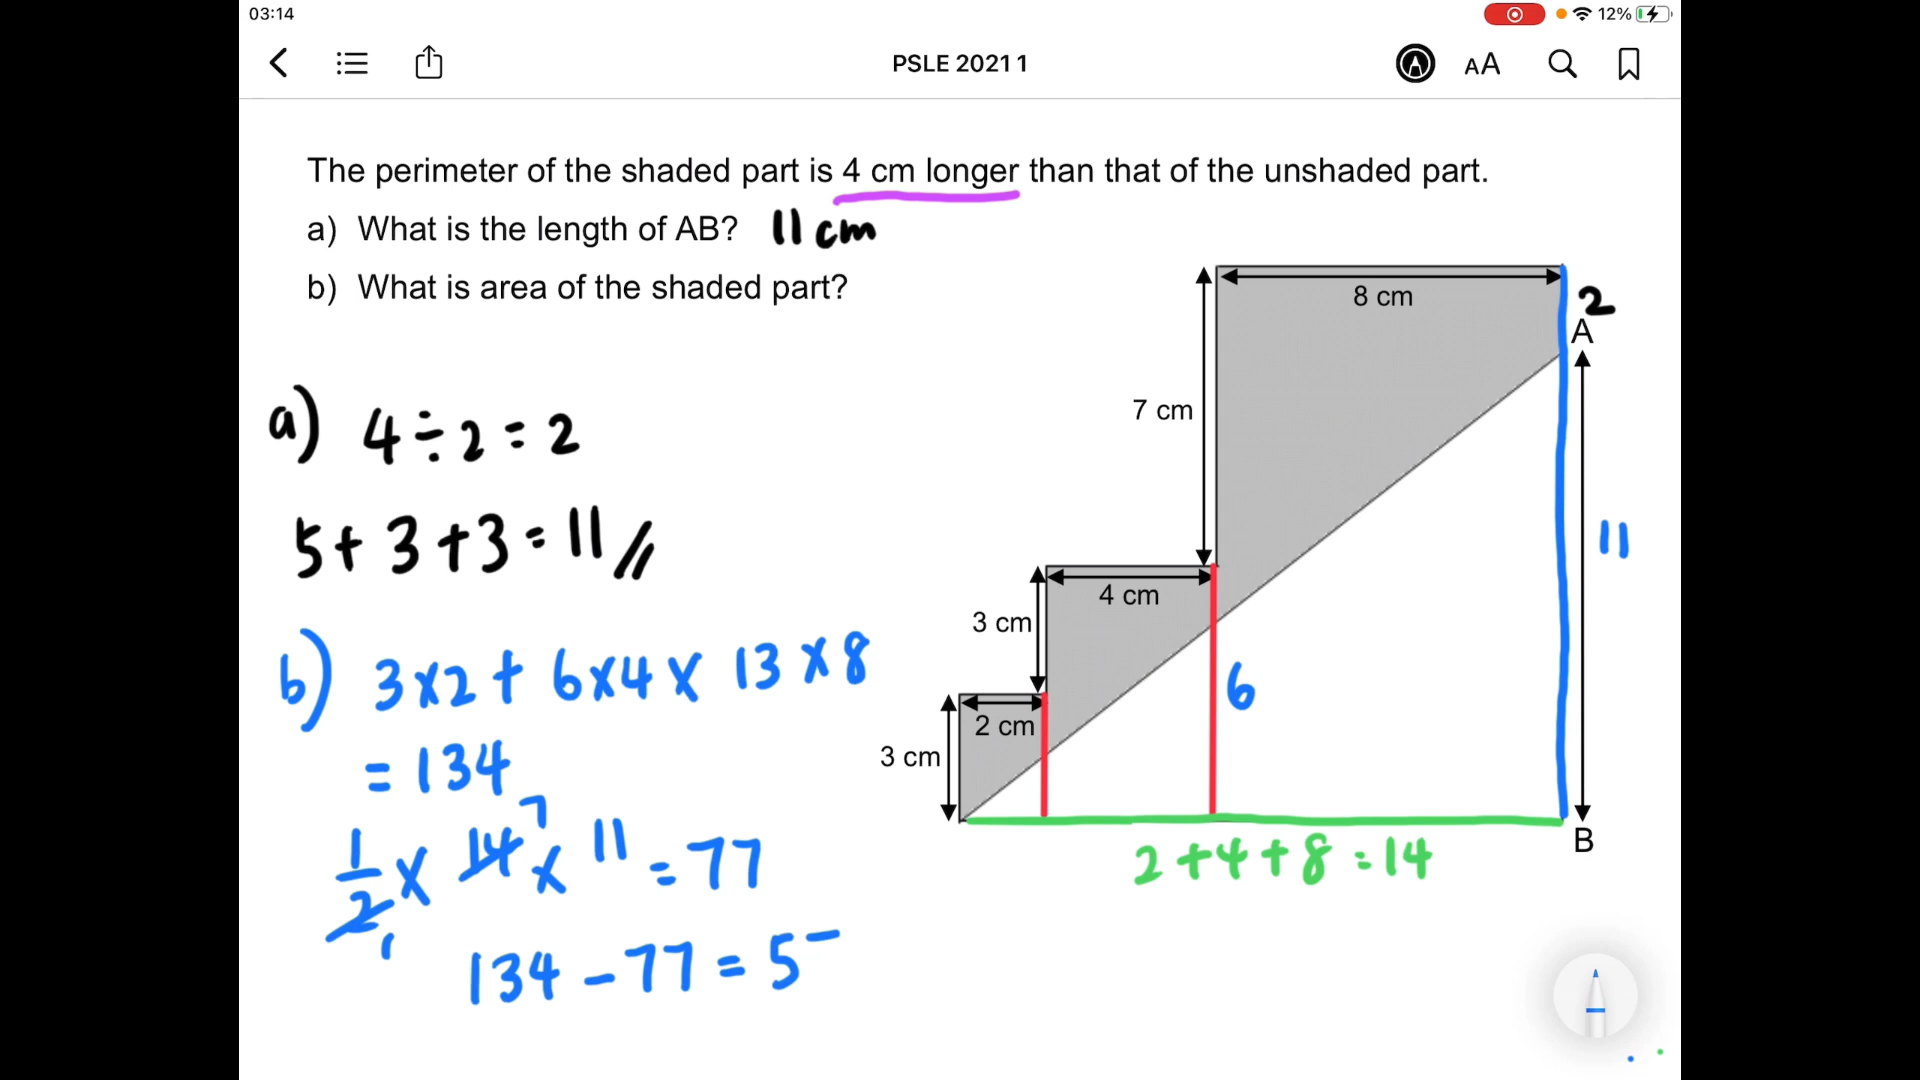 03:14
12%
PSLE 2021 1
AA
The perimeter of the shaded part is 4 cm longer than that of the unshaded part.
a) What is the length of AB? 11 cm
b) What is area of the shaded part?
8 cm
2
A
7 cm
a) 4 ÷ 2 = 2
5 + 3 + 3 = 11 //
4 cm
3 cm
11
b) 3 x 2 + 6 x 4 x 13 x 8
6
2 cm
3 cm
= 134
B
2 + 4 + 8 = 14
7
1/2 x 14 x 11 = 77
1
134 - 77 = 5